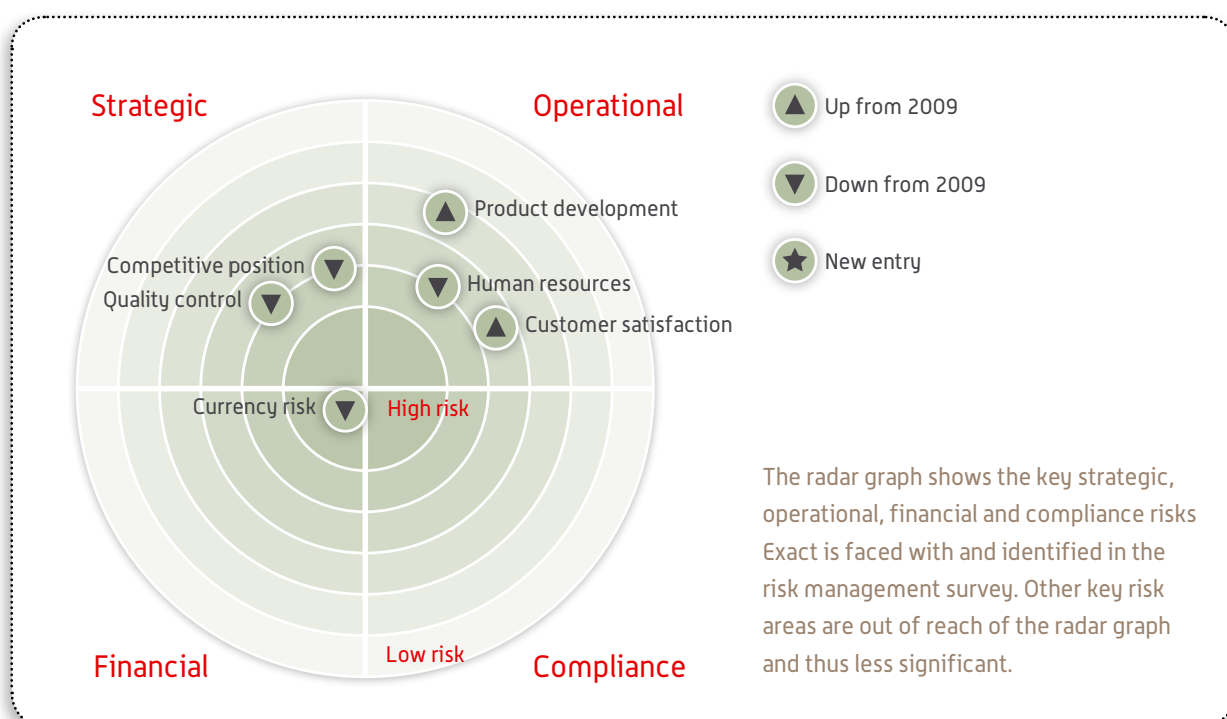 Strategic
Operational
Up from 2009
Down from 2009
Product development
New entry
Competitive position
Human resources
Quality control
Customer satisfaction
Currency risk
High risk
The radar graph shows the key strategic,
operational, financial and compliance risks
Exact is faced with and identified in the
risk management survey. Other key risk
areas are out of reach of the radar graph
and thus less significant.
Low risk
Financial
Compliance